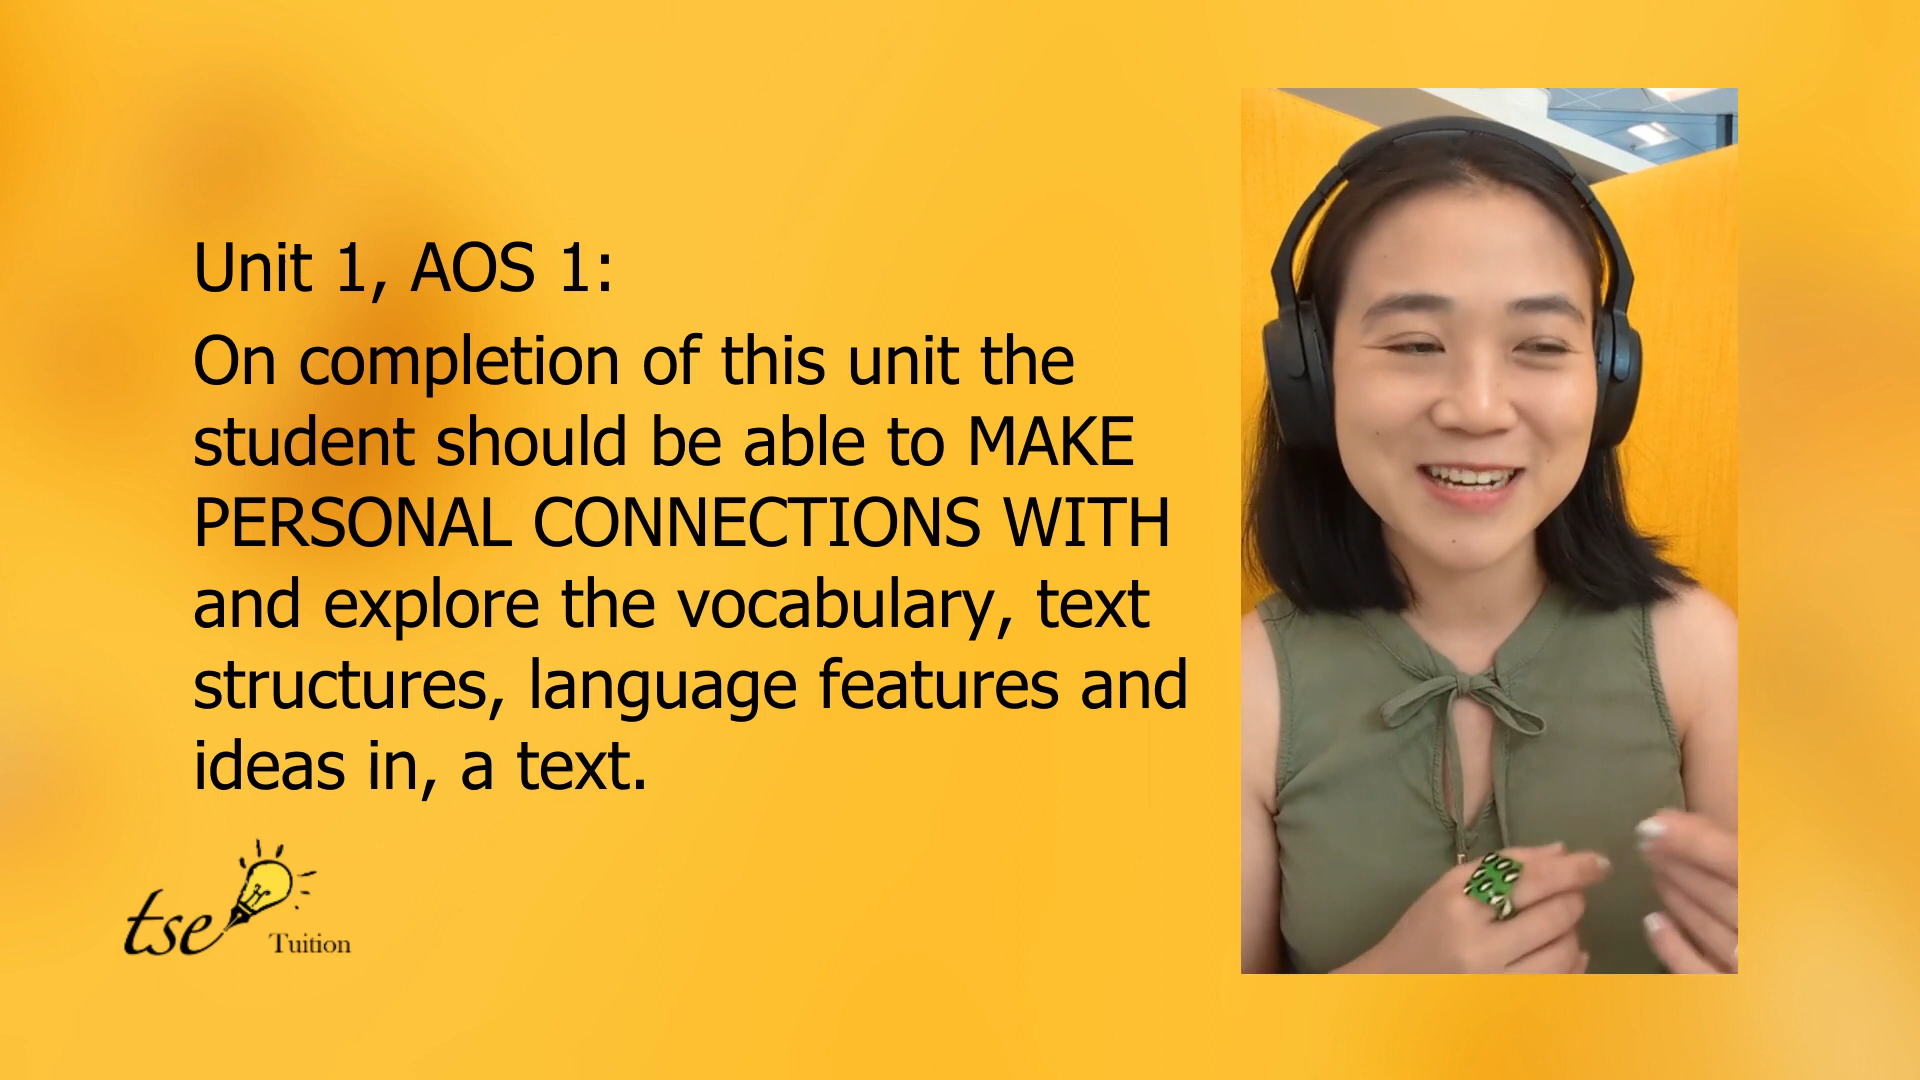 Unit 1, AOS 1:
On completion of this unit the
student should be able to MAKE
PERSONAL CONNECTIONS WITH
and explore the vocabulary, text
structures, language features and
ideas in, a text.
tse
Tuition